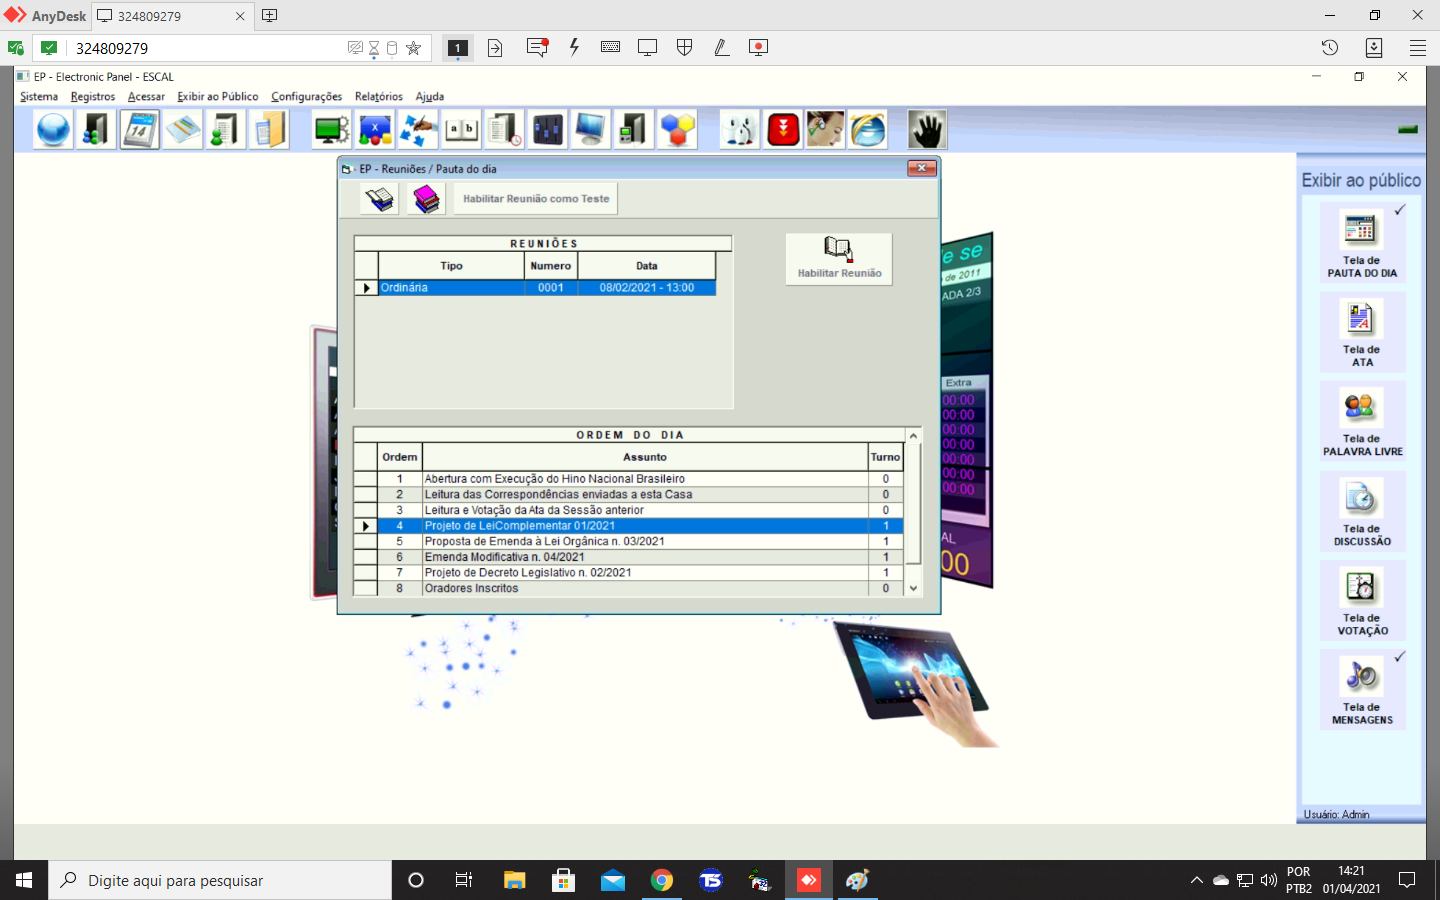 AnyDesk
324809279
324809279
1
EP - Electronic Panel - ESCAL
Sistema Registros Acessar Exibir ao Público Configurações Relatórios Ajuda
14
X
a b
EP - Reuniões / Pauta do dia
Habilitar Reunião como Teste
REUNIÕES
Tipo Numero Data
Ordinária 0001 08/02/2021 - 13:00
Habilitar Reunião
ORDEM DO DIA
Ordem Assunto Turno
1 Abertura com Execução do Hino Nacional Brasileiro 0
2 Leitura das Correspondências enviadas a esta Casa 0
3 Leitura e Votação da Ata da Sessão anterior 0
4 Projeto de LeiComplementar 01/2021 1
5 Proposta de Emenda à Lei Orgânica n. 03/2021 1
6 Emenda Modificativa n. 04/2021 1
7 Projeto de Decreto Legislativo n. 02/2021 1
8 Oradores Inscritos 0
e se
de 2011
ADA 2/3
Extra
00:00
00:00
00:00
00:00
00:00
00:00
00:00
AL
00
Exibir ao público
Tela de
PAUTA DO DIA
Tela de
ATA
Tela de
PALAVRA LIVRE
Tela de
DISCUSSÃO
Tela de
VOTAÇÃO
Tela de
MENSAGENS
Usuário: Admin
Digite aqui para pesquisar
TS
POR
PTB2
14:21
01/04/2021